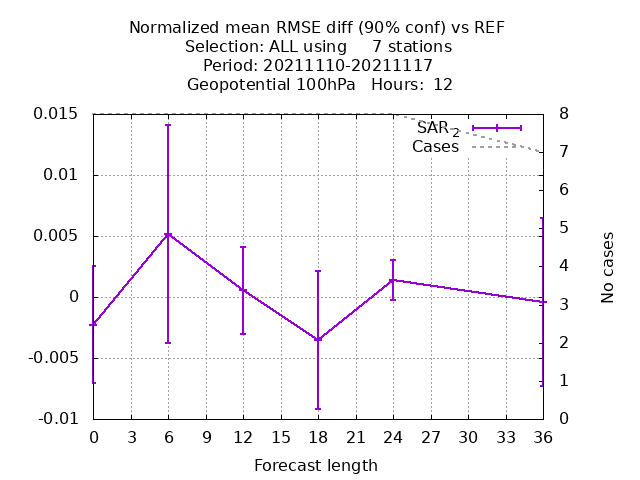 Normalized mean RMSE diff (90% conf) vs REF
Selection: ALL using     7 stations
Period: 20211110-20211117
Geopotential 100hPa   Hours:  12
0.015
0.01
0.005
0
-0.005
-0.01
8
7
6
5
4
3
2
1
0
SAR2
Cases
No cases
0 3 6 9 12 15 18 21 24 27 30 33 36
Forecast length